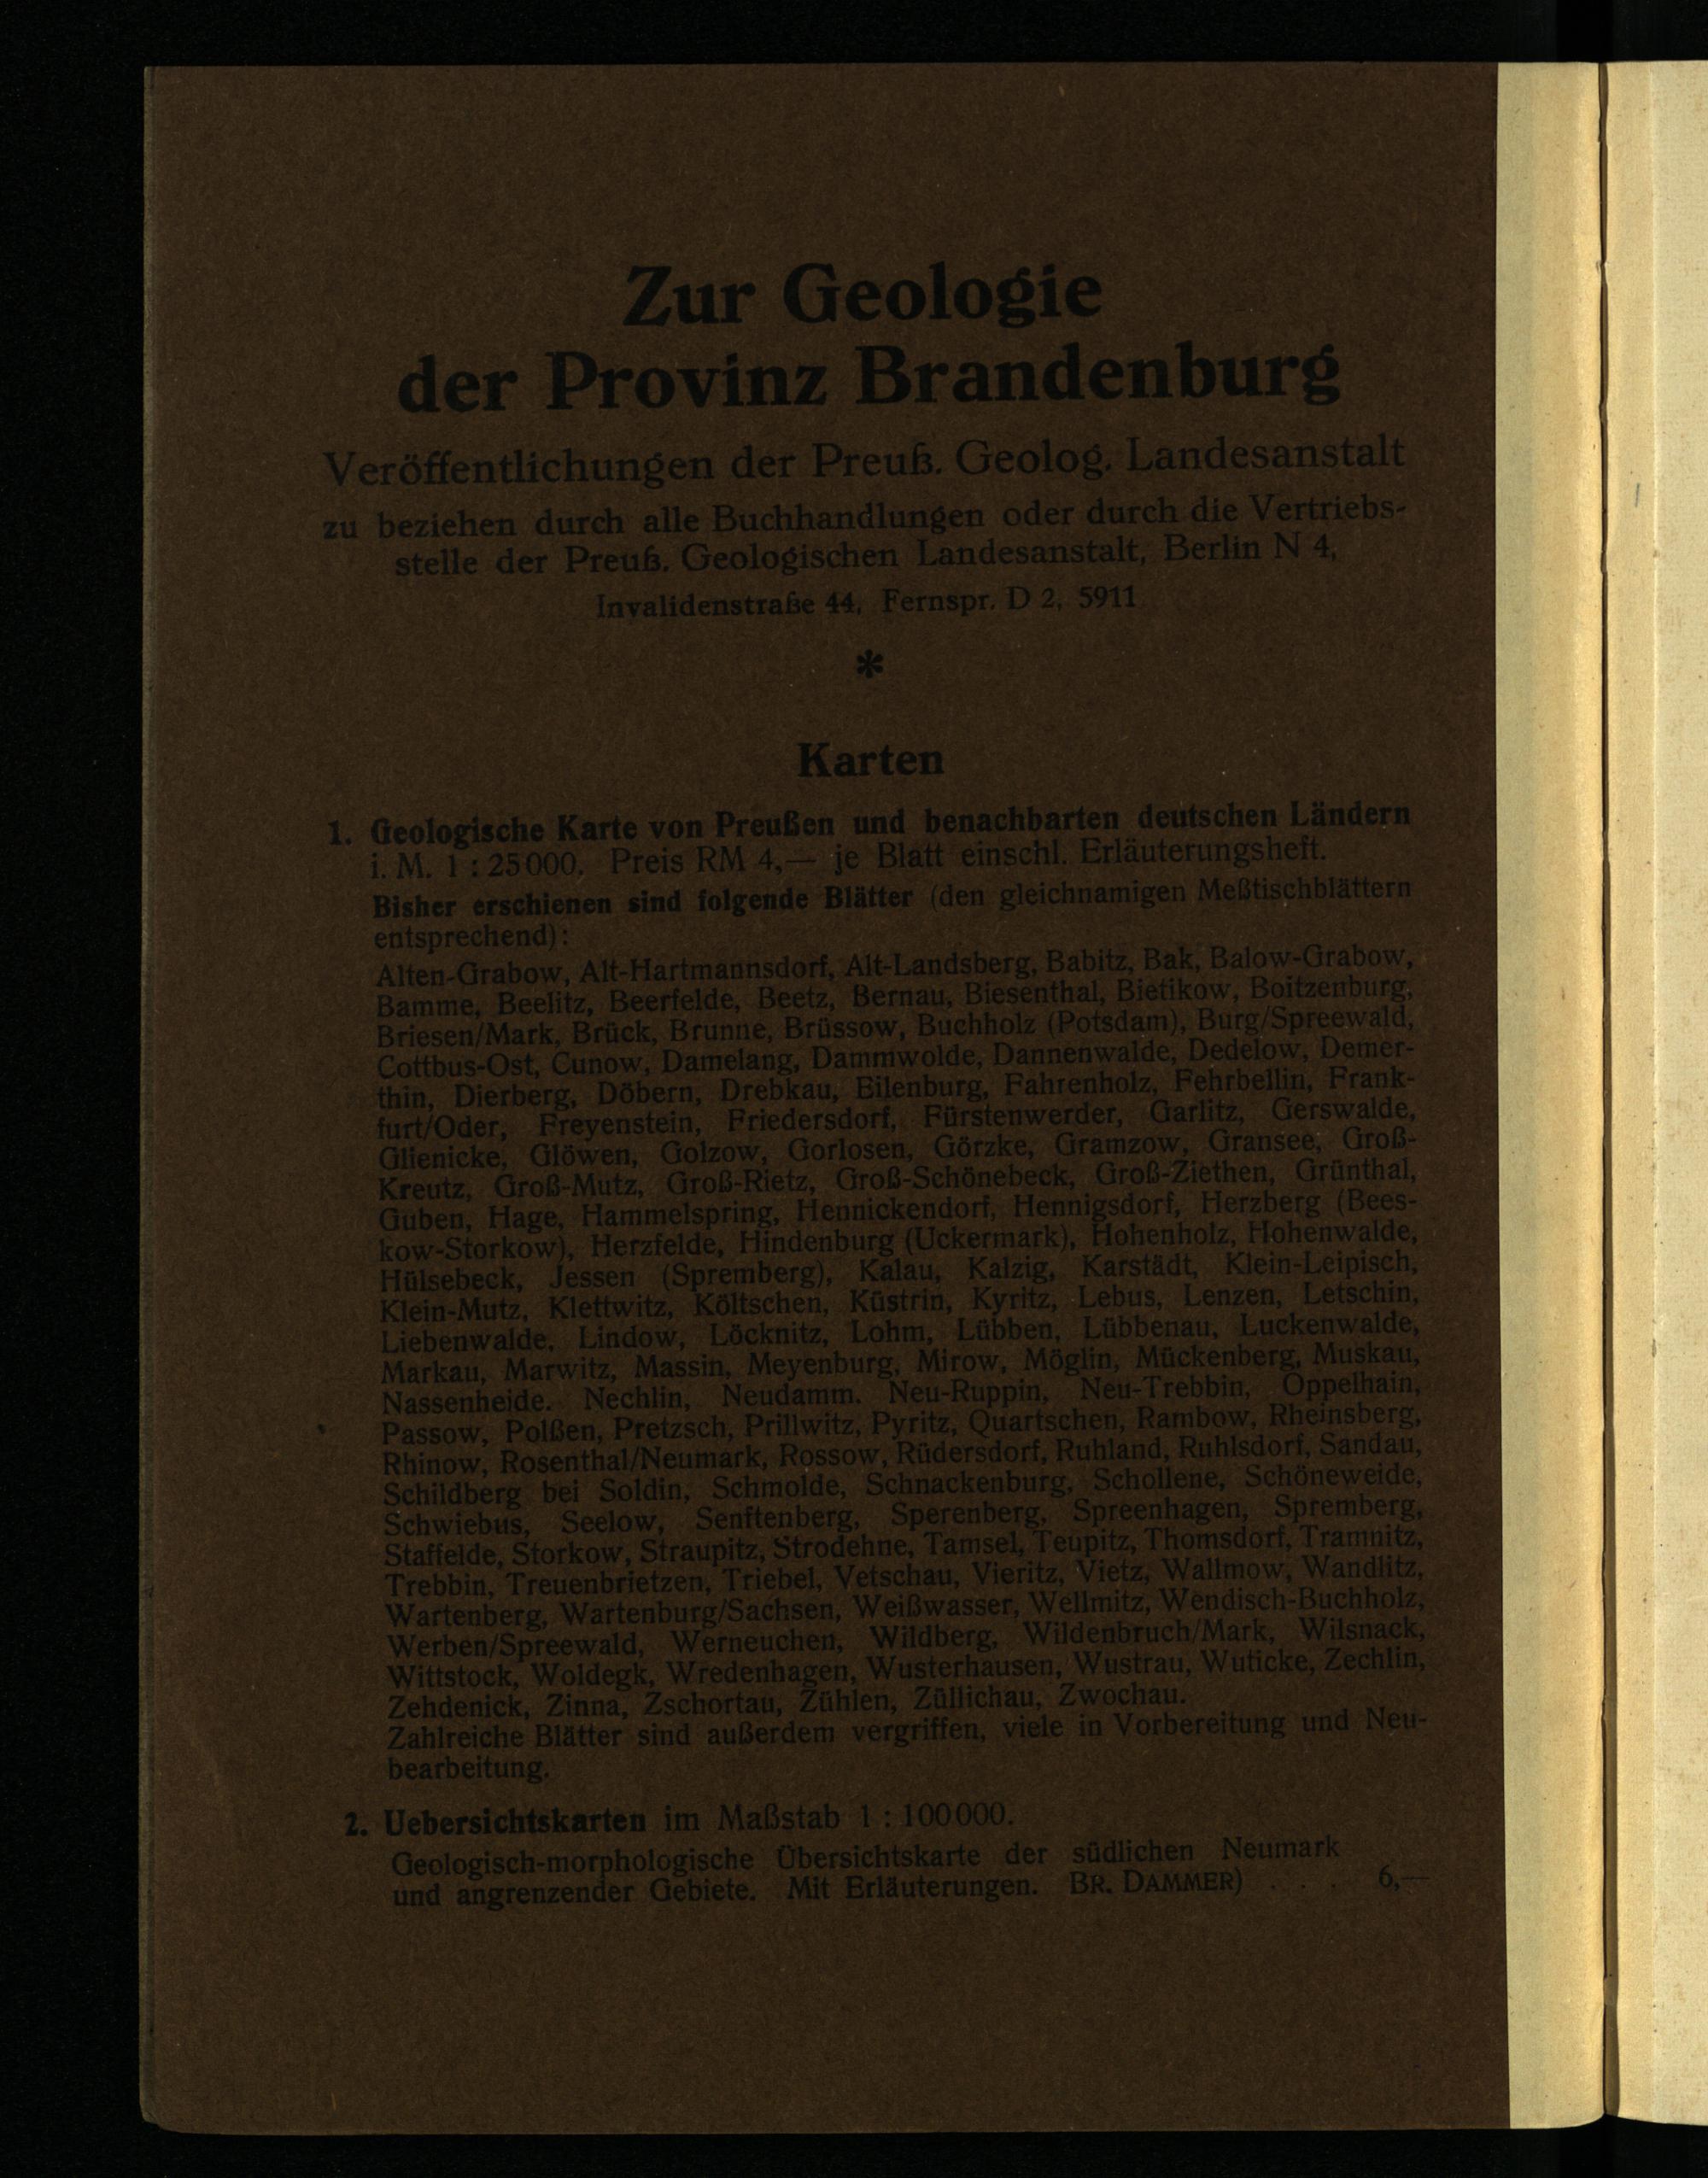 Zur Geologie
der Provinz Brandenburg
Veröffentlichungen der Preuß. Geolog. Landesanstalt
zu beziehen durch alle Buchhandlungen oder durch die Vertriebs-
stelle der Preuß. Geologischen Landesanstalt, Berlin N 4,
Invalidenstraße 44, Fernspr. D 2, 5911
*
Karten
1. Geologische Karte von Preußen und benachbarten deutschen Ländern
i. M. 1 : 25000. Preis RM 4,— je Blatt einschl. Erläuterungsheft.
Bisher erschienen sind folgende Blätter (den gleichnamigen Meßtischblättern
entsprechend):
Alten-Grabow, Alt-Hartmannsdorf, Alt-Landsberg, Babitz, Bak, Balow-Grabow,
Bamme, Beelitz, Beerfelde, Beetz, Bernau, Biesenthal, Bietikow, Boitzenburg,
Briesen/Mark, Brück, Brunne, Brüssow, Buchholz (Potsdam), Burg/Spreewald,
Cottbus-Ost, Cunow, Damelang, Dammwolde, Dannenwalde, Dedelow, Demer-
thin, Dierberg, Döbern, Drebkau, Eilenburg, Fahrenholz, Fehrbellin, Frank-
furt/Oder, Freyenstein, Friedersdorf, Fürstenwerder, Garlitz, Gerswalde,
Glienicke, Glöwen, Golzow, Gorlosen, Görzke, Gramzow, Gransee, Groß-
Kreutz, Groß-Mutz, Groß-Rietz, Groß-Schönebeck, Groß-Ziethen, Grünthal,
Guben, Hage, Hammelspring, Hennickendorf, Hennigsdorf, Herzberg (Bees-
kow-Storkow), Herzfelde, Hindenburg (Uckermark), Hohenholz, Hohenwalde,
Hülsebeck, Jessen (Spremberg), Kalau, Kalzig, Karstädt, Klein-Leipisch,
Klein-Mutz, Klettwitz, Költschen, Küstrin, Kyritz, Lebus, Lenzen, Letschin,
Liebenwalde, Lindow, Löcknitz, Lohm, Lübben, Lübbenau, Luckenwalde,
Markau, Marwitz, Massin, Meyenburg, Mirow, Möglin, Mückenberg, Muskau,
Nassenheide. Nechlin, Neudamm. Neu-Ruppin, Neu-Trebbin, Oppelhain,
Passow, Polßen, Pretzsch, Prillwitz, Pyritz, Quartschen, Rambow, Rheinsberg,
Rhinow, Rosenthal/Neumark, Rossow, Rüdersdorf, Ruhland, Ruhlsdorf, Sandau,
Schildberg bei Soldin, Schmolde, Schnackenburg, Schollene, Schöneweide,
Schwiebus, Seelow, Senftenberg, Sperenberg, Spreenhagen, Spremberg,
Staffelde, Storkow, Straupitz, Strodehne, Tamsel, Teupitz, Thomsdorf, Tramnitz,
Trebbin, Treuenbrietzen, Triebel, Vetschau, Vieritz, Vietz, Wallmow, Wandlitz,
Wartenberg, Wartenburg/Sachsen, Weißwasser, Wellmitz, Wendisch-Buchholz,
Werben/Spreewald, Werneuchen, Wildberg, Wildenbruch/Mark, Wilsnack,
Wittstock, Woldegk, Wredenhagen, Wusterhausen, Wustrau, Wuticke, Zechlin,
Zehdenick, Zinna, Zschortau, Zühlen, Züllichau, Zwochau.
Zahlreiche Blätter sind außerdem vergriffen, viele in Vorbereitung und Neu-
bearbeitung.
2. Uebersichtskarten im Maßstab 1 : 100000.
Geologisch-morphologische Übersichtskarte der südlichen Neumark
und angrenzender Gebiete. Mit Erläuterungen. BR. DAMMER) . . . 6,—